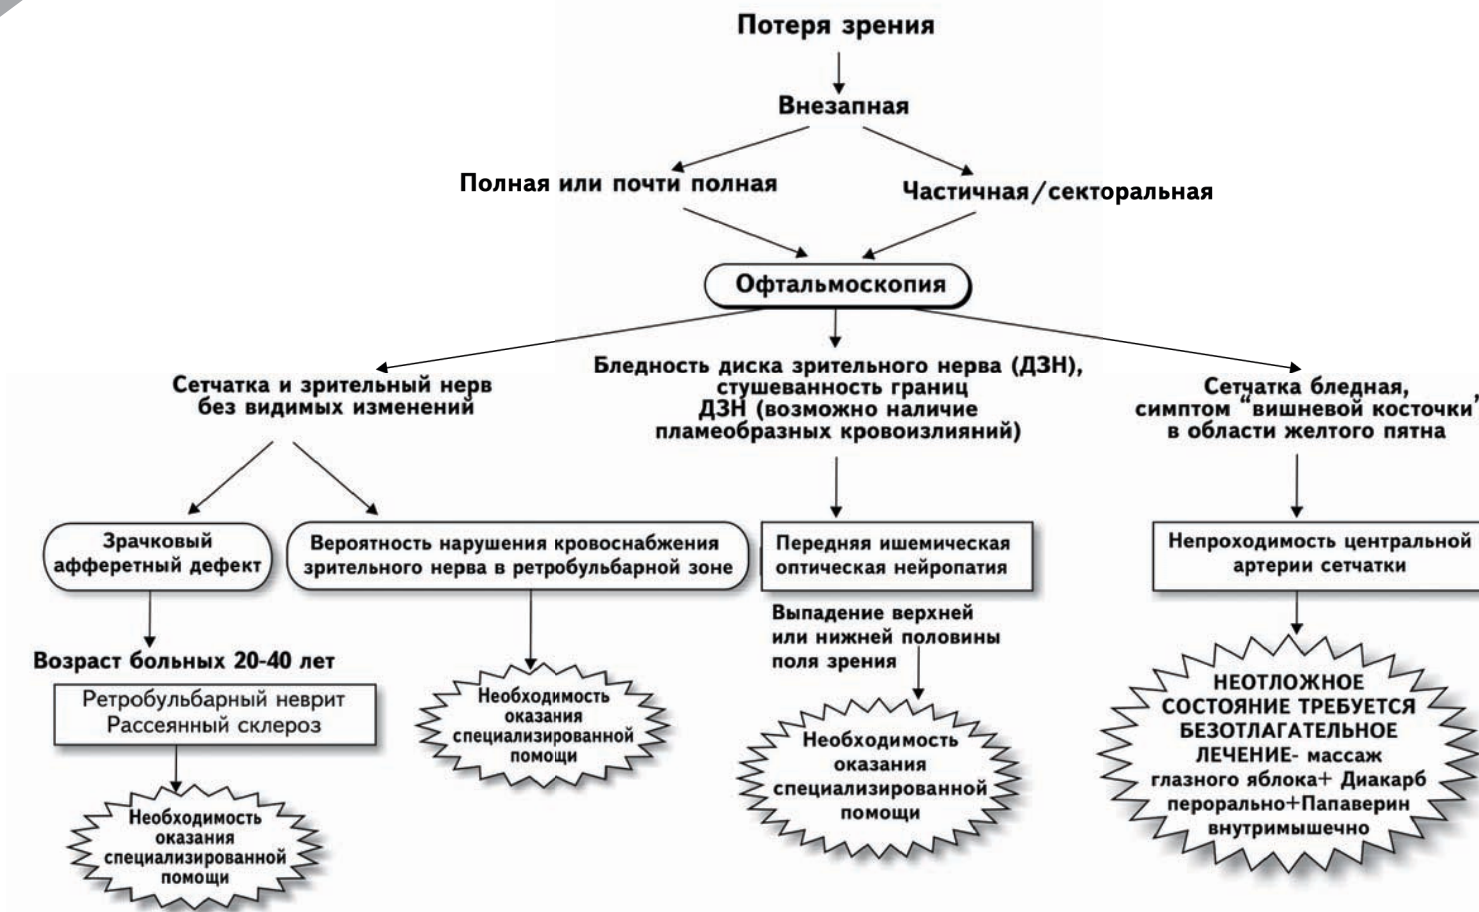 Потеря зрения
Внезапная
Полная или почти полная
Частичная/секторальная
Офтальмоскопия
Сетчатка и зрительный нерв
без видимых изменений
Бледность диска зрительного нерва (ДЗН),
стушеванность границ
ДЗН (возможно наличие
пламеобразных кровоизлияний)
Сетчатка бледная,
симптом "вишневой косточки"
в области желтого пятна
Зрачковый
афферетный дефект
Вероятность нарушения кровоснабжения
зрительного нерва в ретробульбарной зоне
Передняя ишемическая
оптическая нейропатия
Непроходимость центральной
артерии сетчатки
Возраст больных 20-40 лет
Ретробульбарный неврит
Рассеянный склероз
Необходимость
оказания
специализированной
помощи
Необходимость
оказания
специализированной
помощи
Выпадение верхней
или нижней половины
поля зрения
Необходимость
оказания
специализированной
помощи
НЕОТЛОЖНОЕ
СОСТОЯНИЕ ТРЕБУЕТСЯ
БЕЗОТЛАГАТЕЛЬНОЕ
ЛЕЧЕНИЕ- массаж
глазного яблока+ Диакарб
перорально+Папаверин
внутримышечно